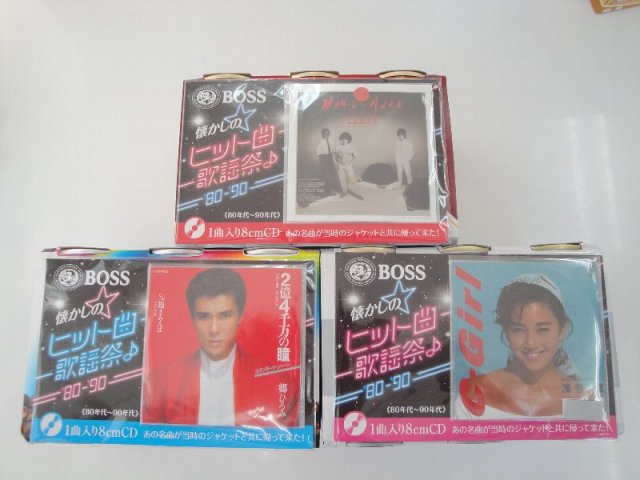 BOSS
懐かしの
ヒット曲
歌謡祭♪
'80-'90
《80年代〜90年代》
1曲入り8cmCD あの名曲が当時のジャケットと共に帰って来た!
BOSS
懐かしの
ヒット曲
歌謡祭♪
'80-'90
《80年代〜90年代》
2億4千万の瞳
郷ひろみ
1曲入り8cmCD あの名曲が当時のジャケットと共に帰って来た!
BOSS
懐かしの
ヒット曲
歌謡祭♪
'80-'90
《80年代〜90年代》
C-Girl
浅
1曲入り8cmCD あの名曲が当時のジャケットと共に帰って来た!